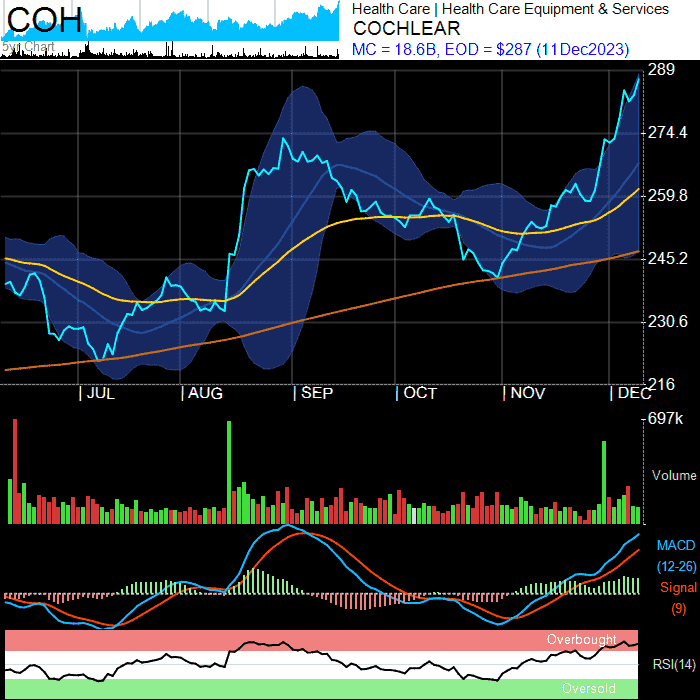 COH
5yr Chart
Health Care | Health Care Equipment & Services
COCHLEAR
MC = 18.6B, EOD = $287 (11Dec2023)
289
274.4
259.8
245.2
230.6
216
| JUL | AUG | SEP | OCT | NOV | DEC
697k
Volume
MACD
(12-26)
Signal
(9)
Overbought
RSI(14)
Oversold